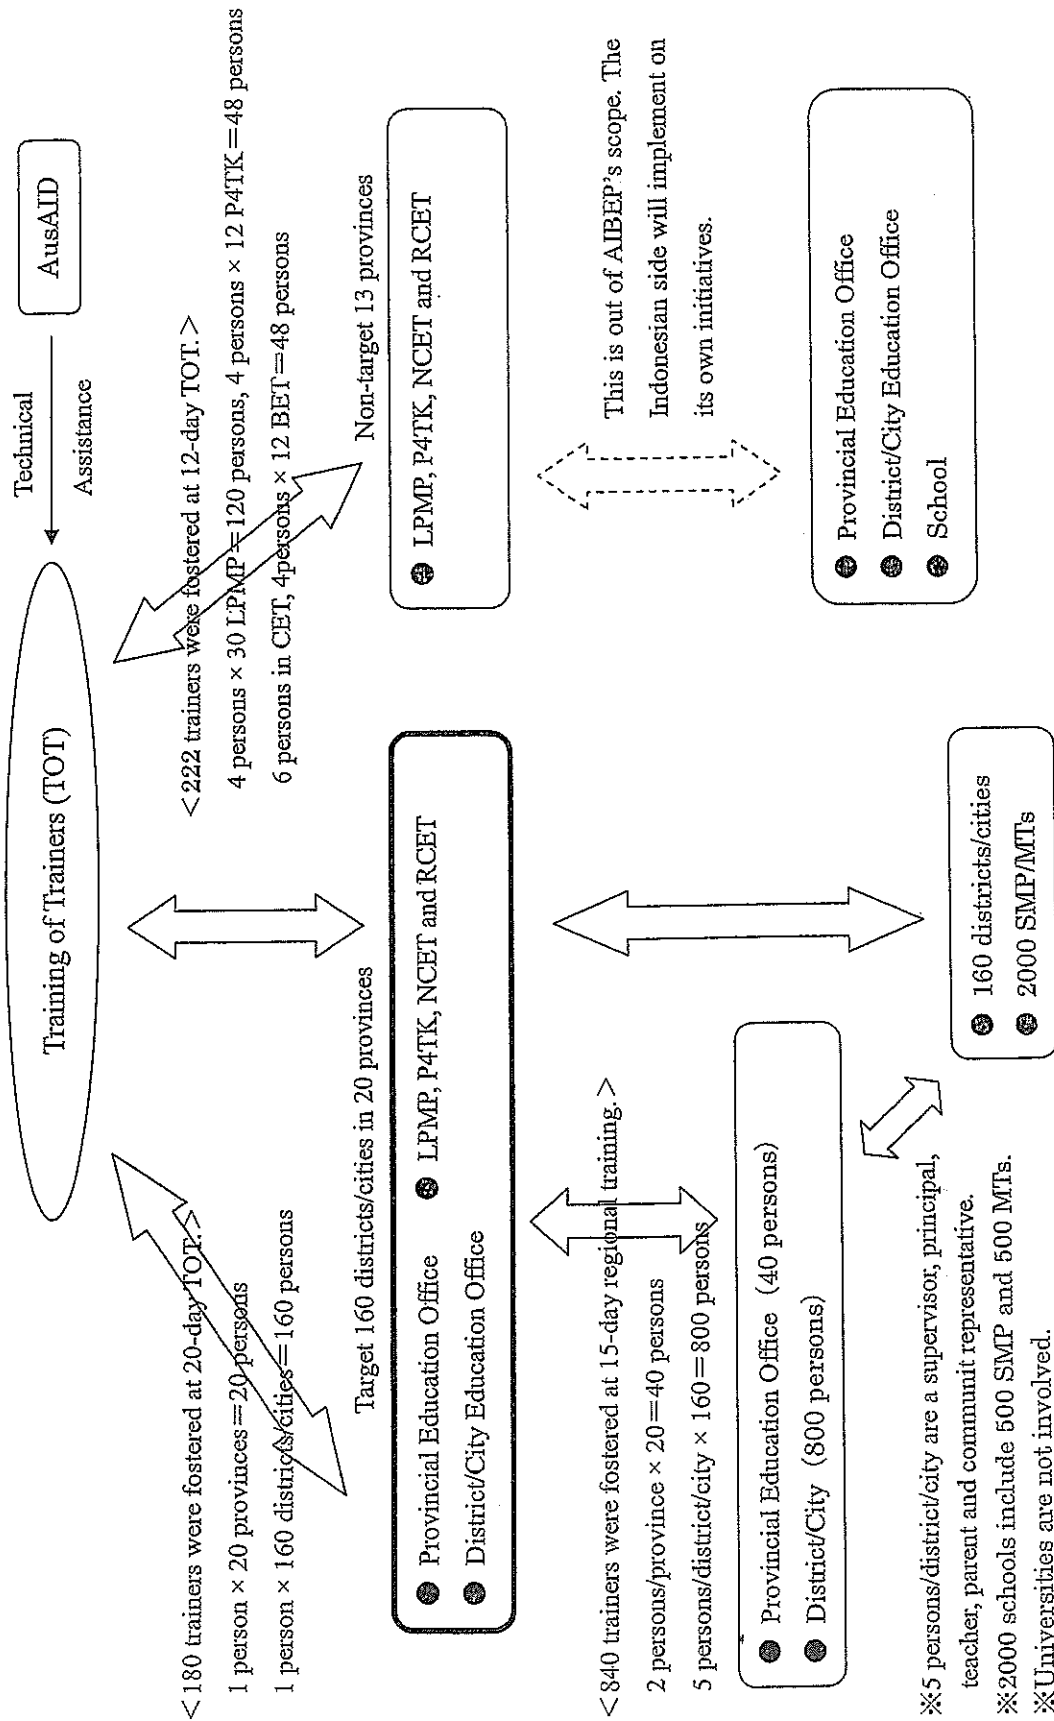 AusAID
Technical
Assistance
Training of Trainers (TOT)
<180 trainers were fostered at 20-day TOT.>
1 person × 20 provinces=20 persons
1 person × 160 districts/cities=160 persons
<222 trainers were fostered at 12-day TOT.>
4 persons × 30 LPMP=120 persons, 4 persons × 12 P4TK=48 persons
6 persons in CET, 4persons × 12 BET=48 persons
Target 160 districts/cities in 20 provinces
● Provincial Education Office ● LPMP, P4TK, NCET and RCET
● District/City Education Office
Non-target 13 provinces
● LPMP, P4TK, NCET and RCET
<840 trainers were fostered at 15-day regional training.>
2 persons/province × 20=40 persons
5 persons/district/city × 160=800 persons
This is out of AIBEP's scope. The
Indonesian side will implement on
its own initiatives.
● Provincial Education Office (40 persons)
● District/City (800 persons)
● Provincial Education Office
● District/City Education Office
● School
● 160 districts/cities
● 2000 SMP/MTs
※5 persons/district/city are a supervisor, principal,
teacher, parent and communit representative.
※2000 schools include 500 SMP and 500 MTs.
※Universities are not involved.